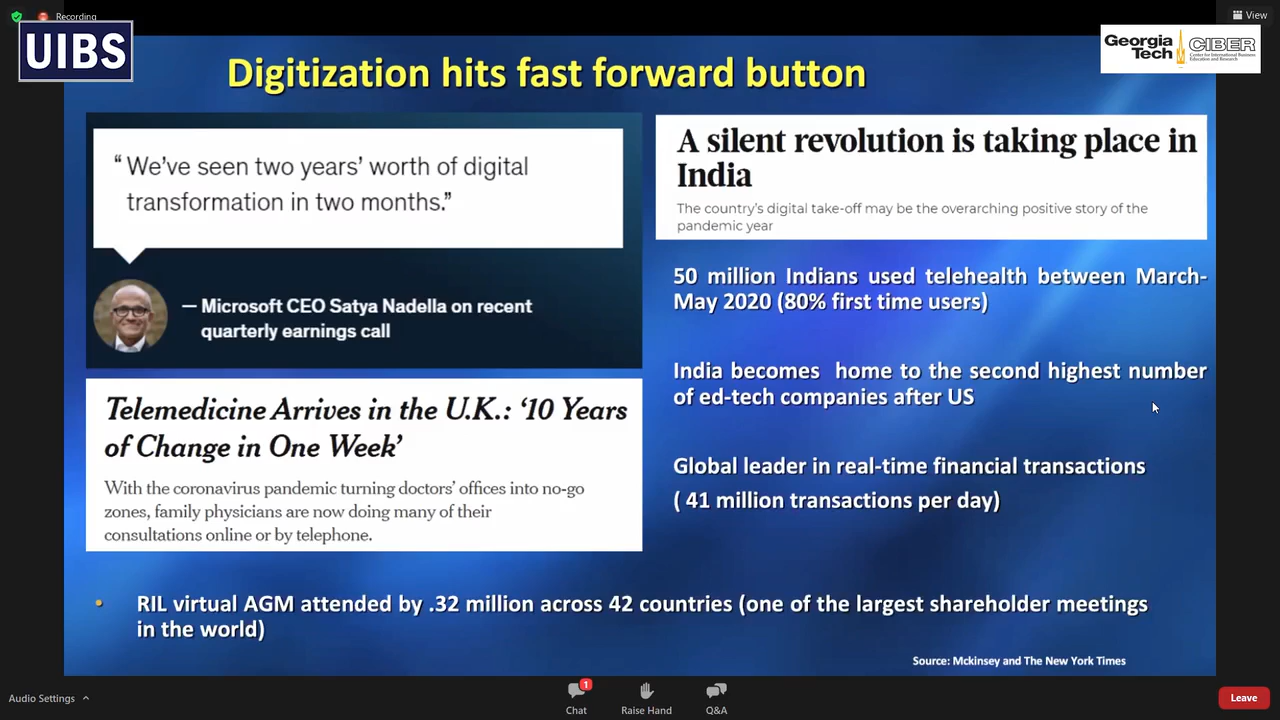 Recording
View
UIBS
Georgia
Tech
CIBER
Center for International Business
Education and Research
Digitization hits fast forward button
“ We’ve seen two years’ worth of digital
transformation in two months.”
— Microsoft CEO Satya Nadella on recent
quarterly earnings call
Telemedicine Arrives in the U.K.: ‘10 Years
of Change in One Week’
With the coronavirus pandemic turning doctors’ offices into no-go
zones, family physicians are now doing many of their
consultations online or by telephone.
A silent revolution is taking place in
India
The country’s digital take-off may be the overarching positive story of the
pandemic year
50 million Indians used telehealth between March-
May 2020 (80% first time users)
India becomes home to the second highest number
of ed-tech companies after US
Global leader in real-time financial transactions
( 41 million transactions per day)
• RIL virtual AGM attended by .32 million across 42 countries (one of the largest shareholder meetings
in the world)
Source: Mckinsey and The New York Times
Audio Settings
1
Chat
Raise Hand
Q&A
Leave